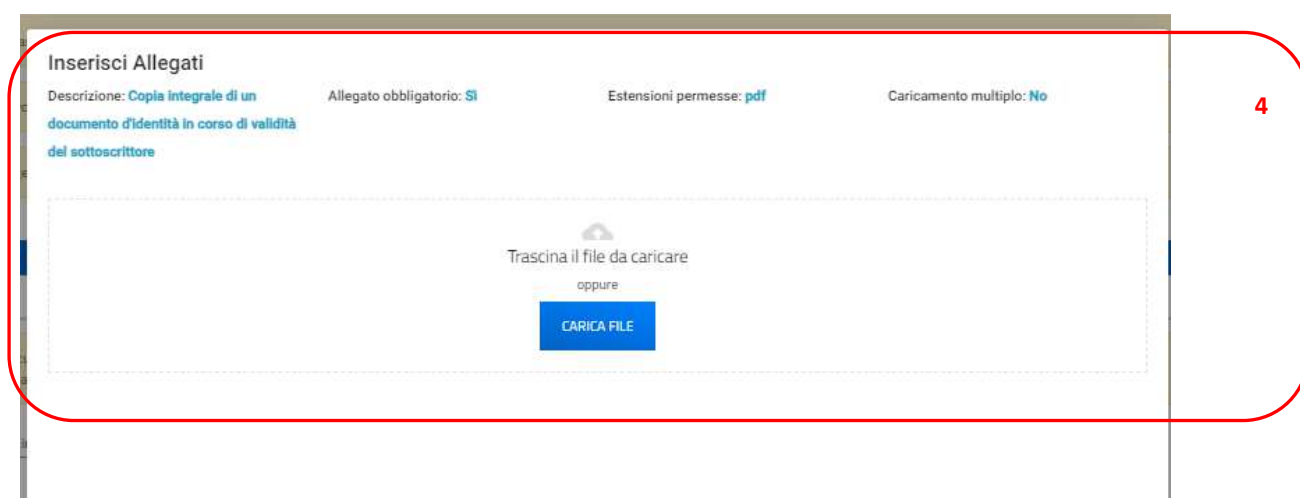 Inserisci Allegati
Descrizione: Copia integrale di un documento d'identità in corso di validità del sottoscrittore
Allegato obbligatorio: Sì
Estensioni permesse: pdf
Caricamento multiplo: No
4
Trascina il file da caricare
oppure
CARICA FILE